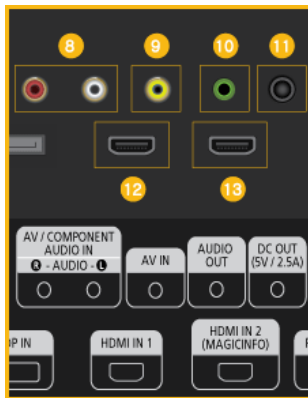 8 9 10 11
12 13
AV / COMPONENT
AUDIO IN
R - AUDIO - L
AV IN
AUDIO
OUT
DC OUT
(5V / 2.5A)
DP IN
HDMI IN 1
HDMI IN 2
(MAGICINFO)